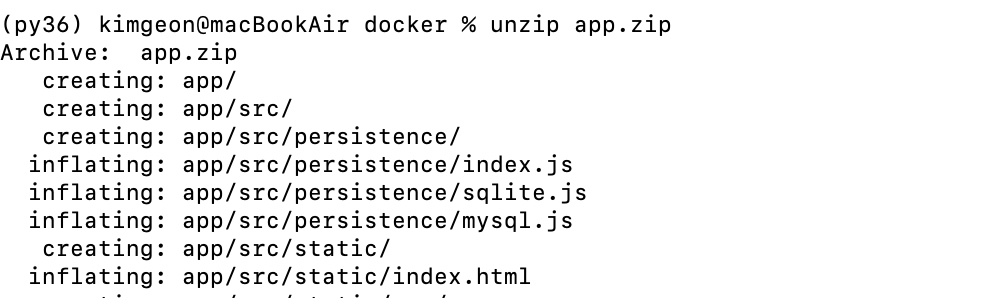 (py36) kimgeon@macBookAir docker % unzip app.zip
Archive:  app.zip
   creating: app/
   creating: app/src/
   creating: app/src/persistence/
  inflating: app/src/persistence/index.js
  inflating: app/src/persistence/sqlite.js
  inflating: app/src/persistence/mysql.js
   creating: app/src/static/
  inflating: app/src/static/index.html